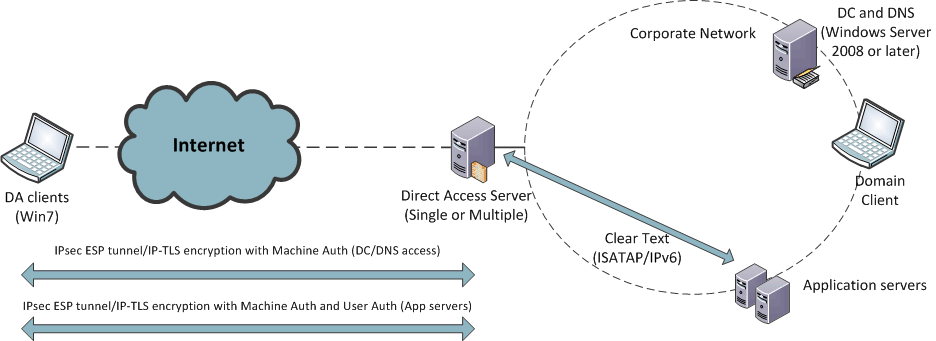 Corporate Network
DC and DNS
(Windows Server
2008 or later)
Internet
DA clients
(Win7)
Direct Access Server
(Single or Multiple)
Domain
Client
Clear Text
(ISATAP/IPv6)
Application servers
IPsec ESP tunnel/IP-TLS encryption with Machine Auth (DC/DNS access)
IPsec ESP tunnel/IP-TLS encryption with Machine Auth and User Auth (App servers)